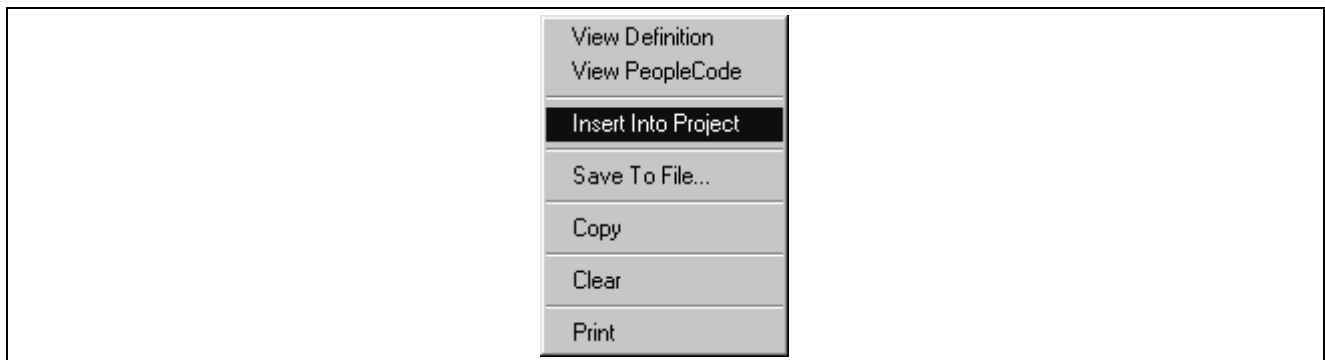 View Definition
View PeopleCode
Insert Into Project
Save To File...
Copy
Clear
Print